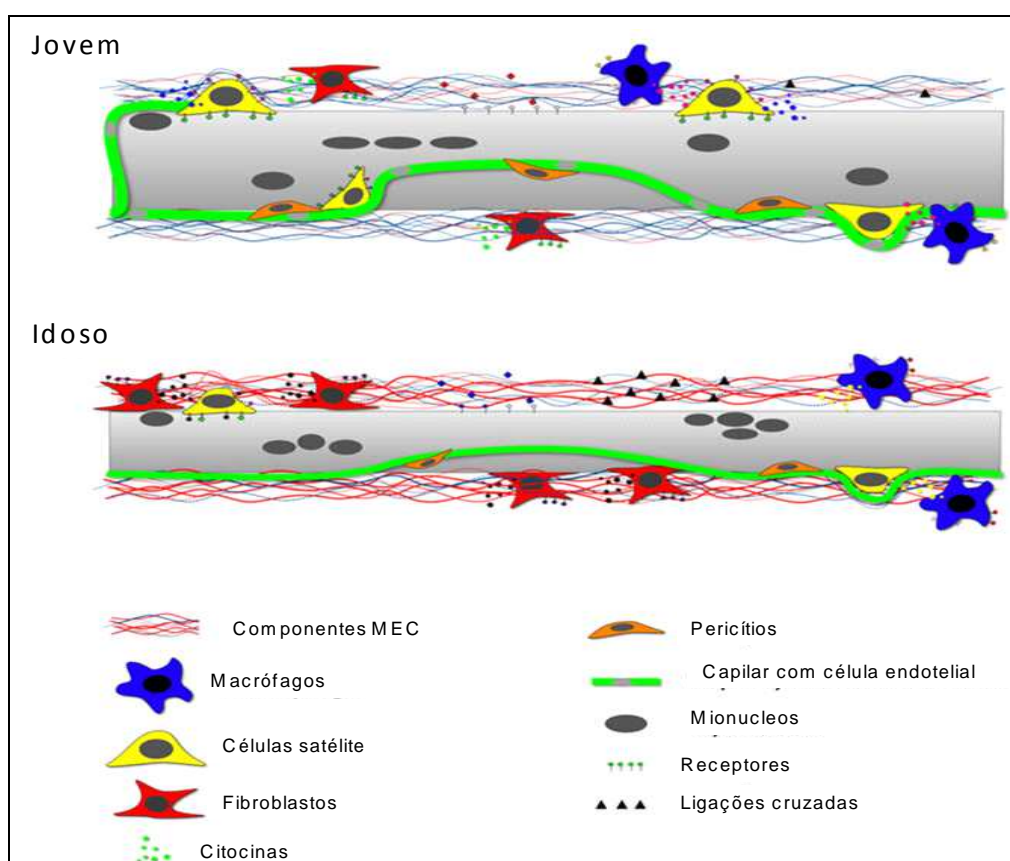 Jovem
Idoso
Componentes MEC
Macrófagos
Células satélite
Fibroblastos
Citocinas
Pericítios
Capilar com célula endotelial
Mionucleos
Receptores
Ligações cruzadas